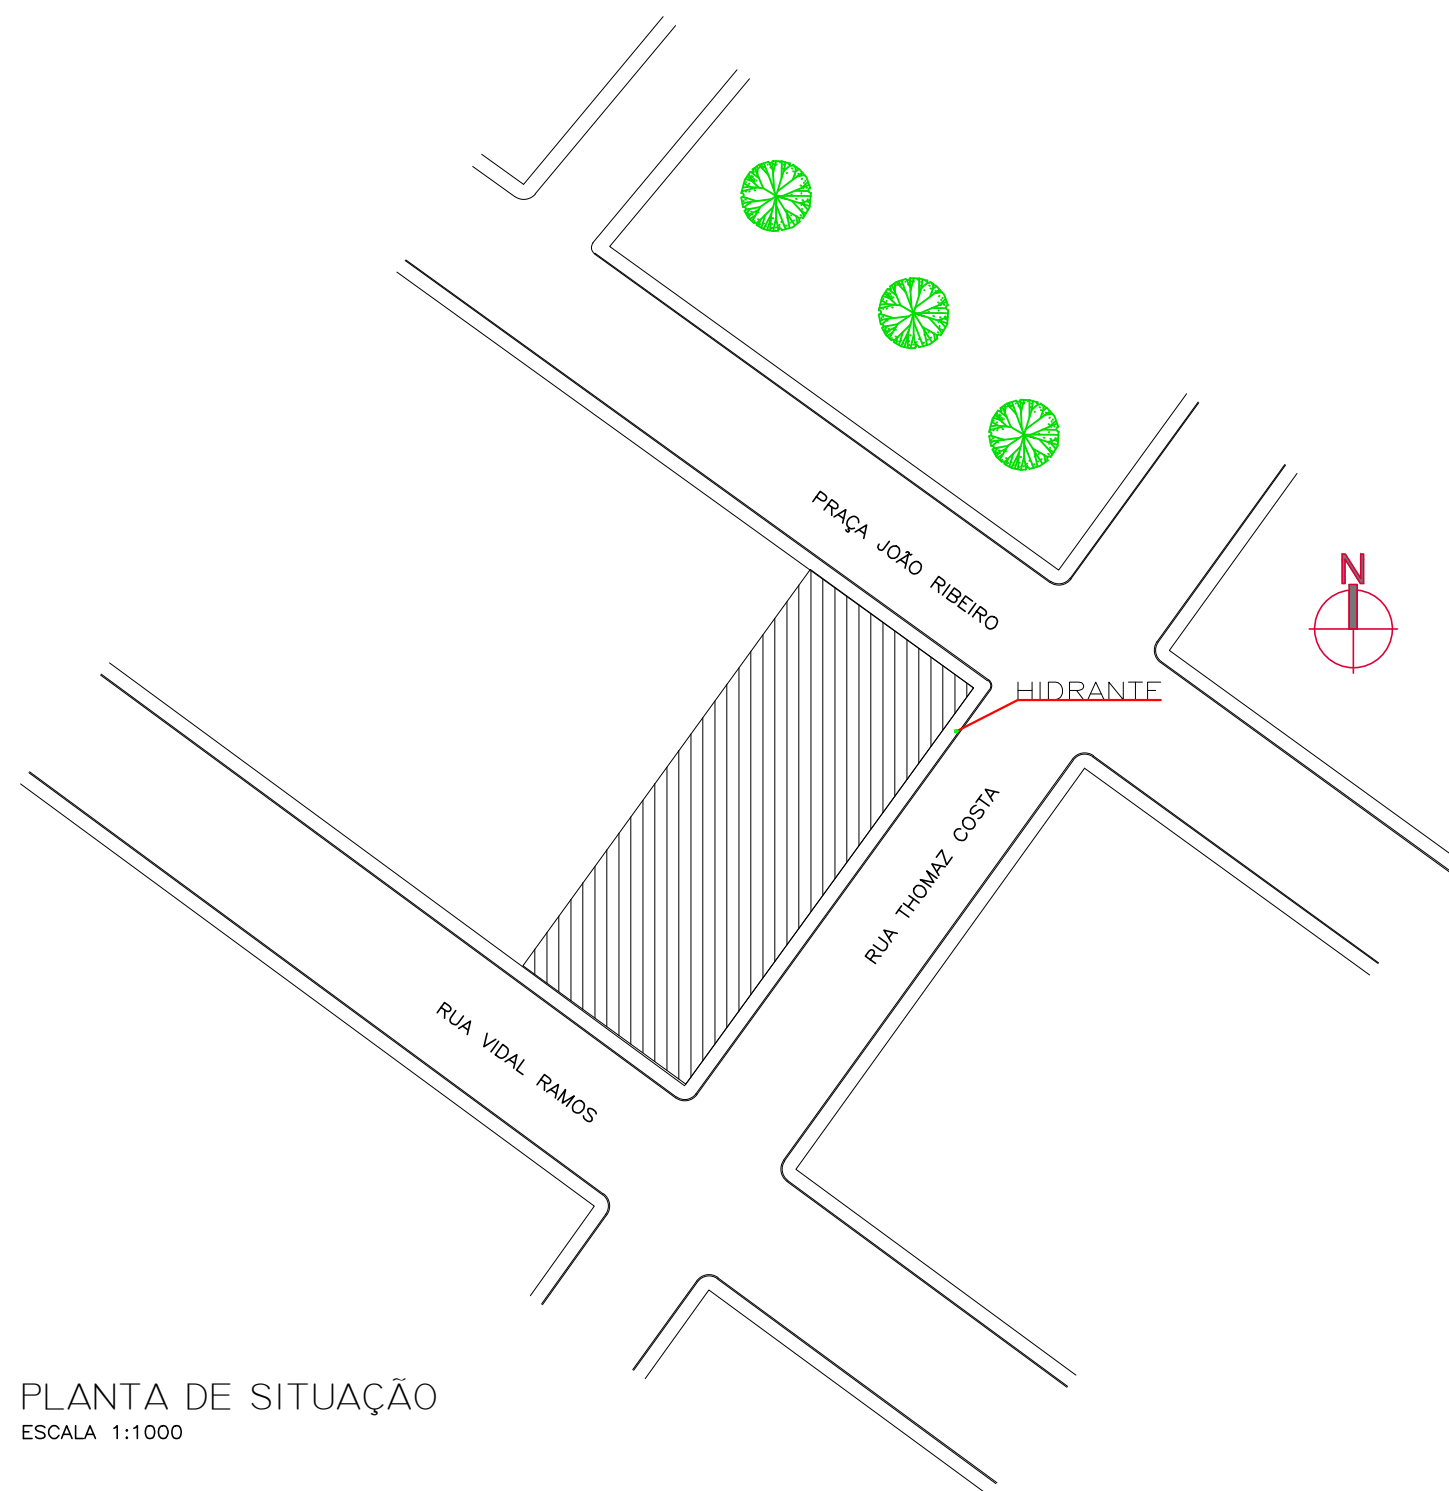 PRAÇA JOÃO RIBEIRO
N
HIDRANTE
RUA THOMAZ COSTA
RUA VIDAL RAMOS
PLANTA DE SITUAÇÃO
ESCALA 1:1000